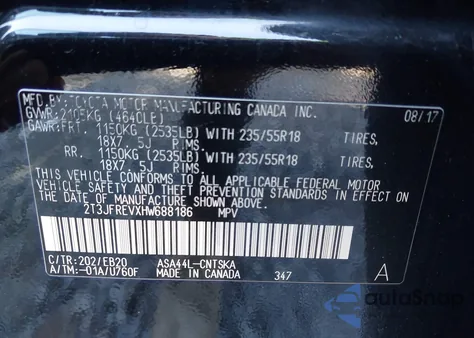 MFD.BY:TOYOTA MOTOR MANUFACTURING CANADA INC.
08/17
GVWR:2105KG (4640LB)
GAWR:FRT. 1150KG (2535LB) WITH 235/55R18 TIRES,
18X7 . 5J RIMS.
RR. 1150KG (2535LB) WITH 235/55R18 TIRES,
18X7 . 5J RIMS.
THIS VEHICLE CONFORMS TO ALL APPLICABLE FEDERAL MOTOR
VEHICLE SAFETY AND THEFT PREVENTION STANDARDS IN EFFECT ON
THE DATE OF MANUFACTURE SHOWN ABOVE.
2T3JFREVXHW688186 MPV
C/TR:202/EB20 ASA44L-CNTSKA
A/TM:-01A/U760F MADE IN CANADA 347 A
autoSnap